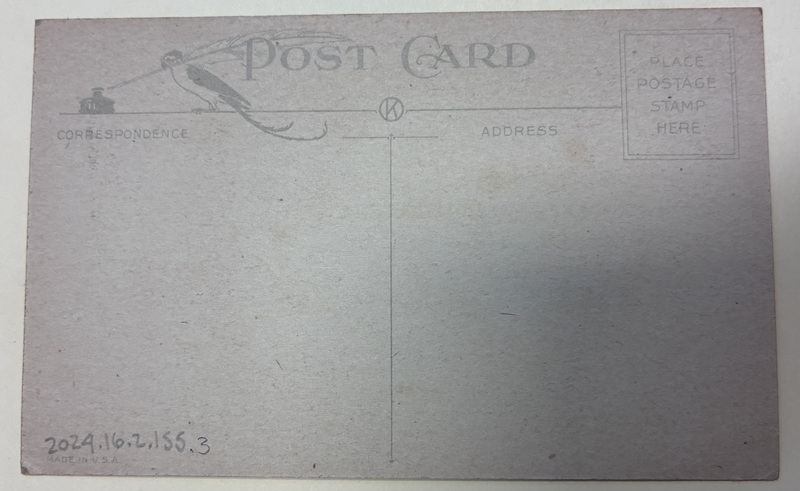 POST CARD
PLACE
POSTAGE
STAMP
HERE
K
CORRESPONDENCE
ADDRESS
2024.16.2.155.3
MADE IN U.S.A.